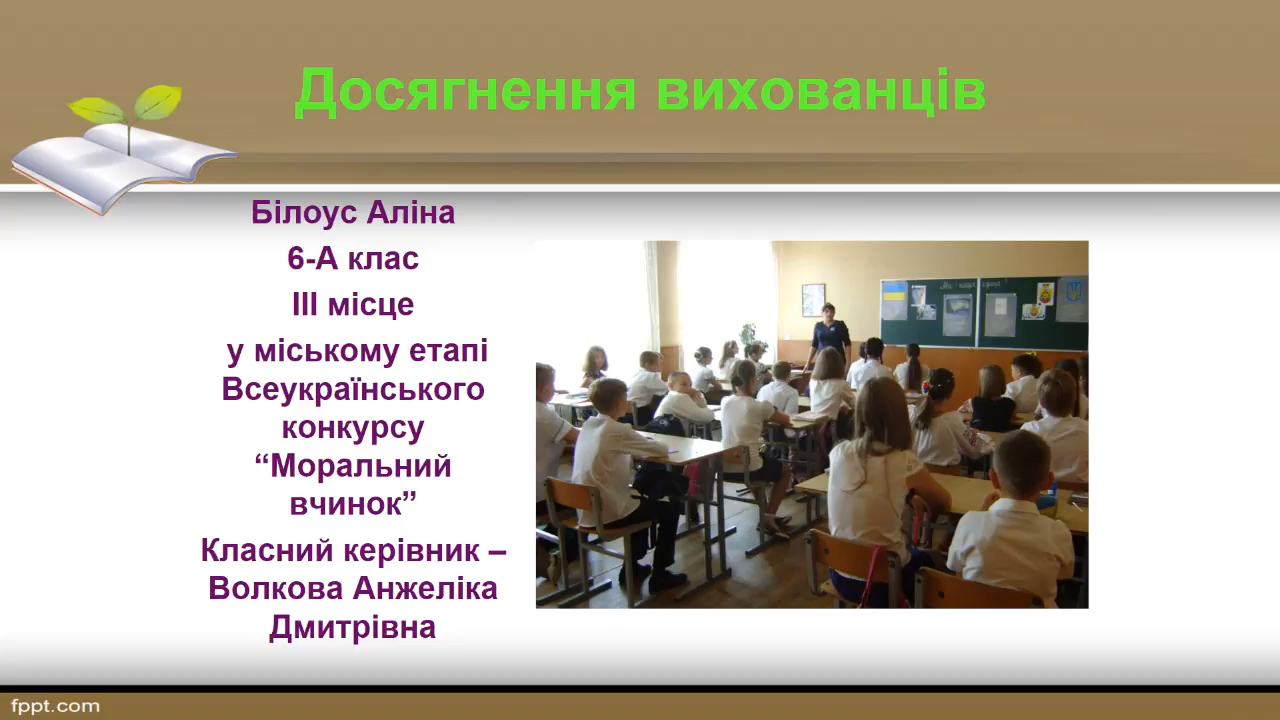 Досягнення вихованців
Білоус Аліна
6-А клас
ІІІ місце
у міському етапі
Всеукраїнського
конкурсу
“Моральний
вчинок”
Класний керівник –
Волкова Анжеліка
Дмитрівна
fppt.com